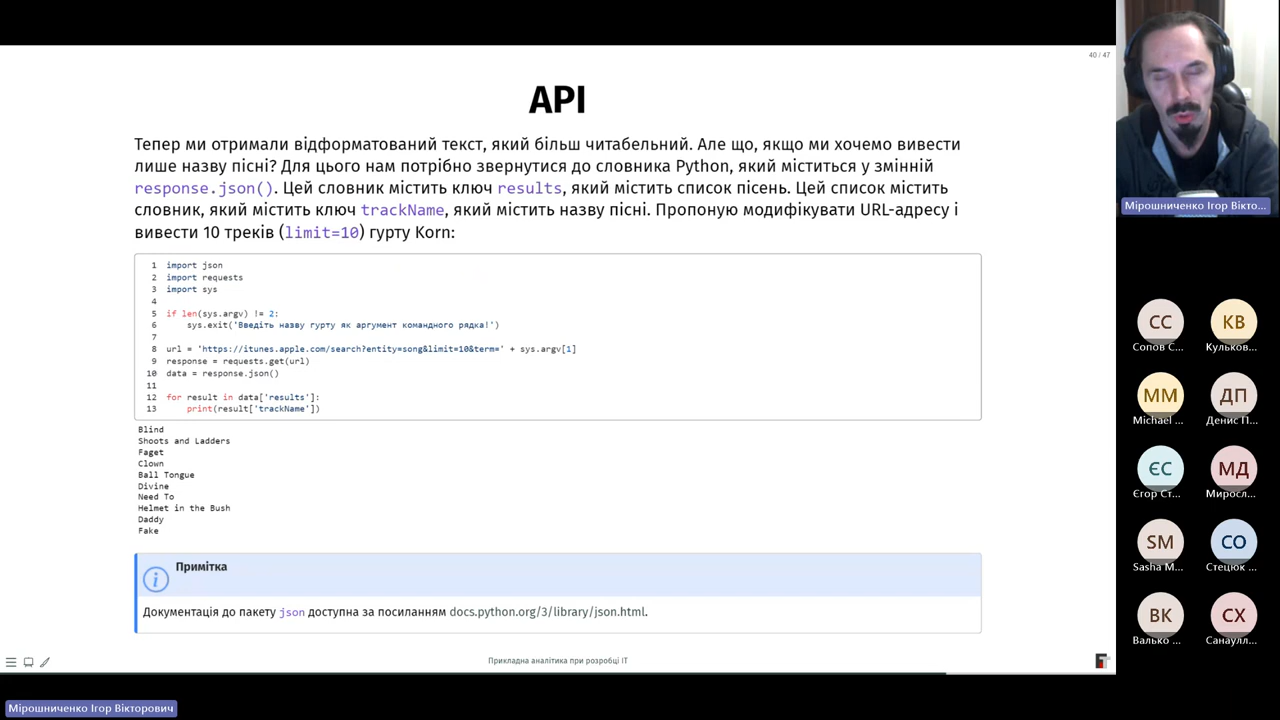 40 / 47
API
Тепер ми отримали відформатований текст, який більш читабельний. Але що, якщо ми хочемо вивести
лише назву пісні? Для цього нам потрібно звернутися до словника Python, який міститься у змінній
response.json(). Цей словник містить ключ results, який містить список пісень. Цей список містить
словник, який містить ключ trackName, який містить назву пісні. Пропоную модифікувати URL-адресу і
вивести 10 треків (limit=10) гурту Korn:
1 import json
2 import requests
3 import sys
4
5 if len(sys.argv) != 2:
6     sys.exit('Введіть назву гурту як аргумент командного рядка!')
7
8 url = 'https://itunes.apple.com/search?entity=song&limit=10&term=' + sys.argv[1]
9 response = requests.get(url)
10 data = response.json()
11
12 for result in data['results']:
13     print(result['trackName'])
Blind
Shoots and Ladders
Faget
Clown
Ball Tongue
Divine
Need To
Helmet in the Bush
Daddy
Fake
Примітка
Документація до пакету json доступна за посиланням docs.python.org/3/library/json.html.
Прикладна аналітика при розробці ІТ
Мірошниченко Ігор Вікторович
Мірошниченко Ігор Вікто...
СС
Сопов С...
КВ
Кульков...
MM
Michael ...
ДП
Денис П...
ЄС
Єгор Ст...
МД
Миросл...
SM
Sasha M...
СО
Стецюк ...
ВК
Валько ...
СХ
Санаулл...